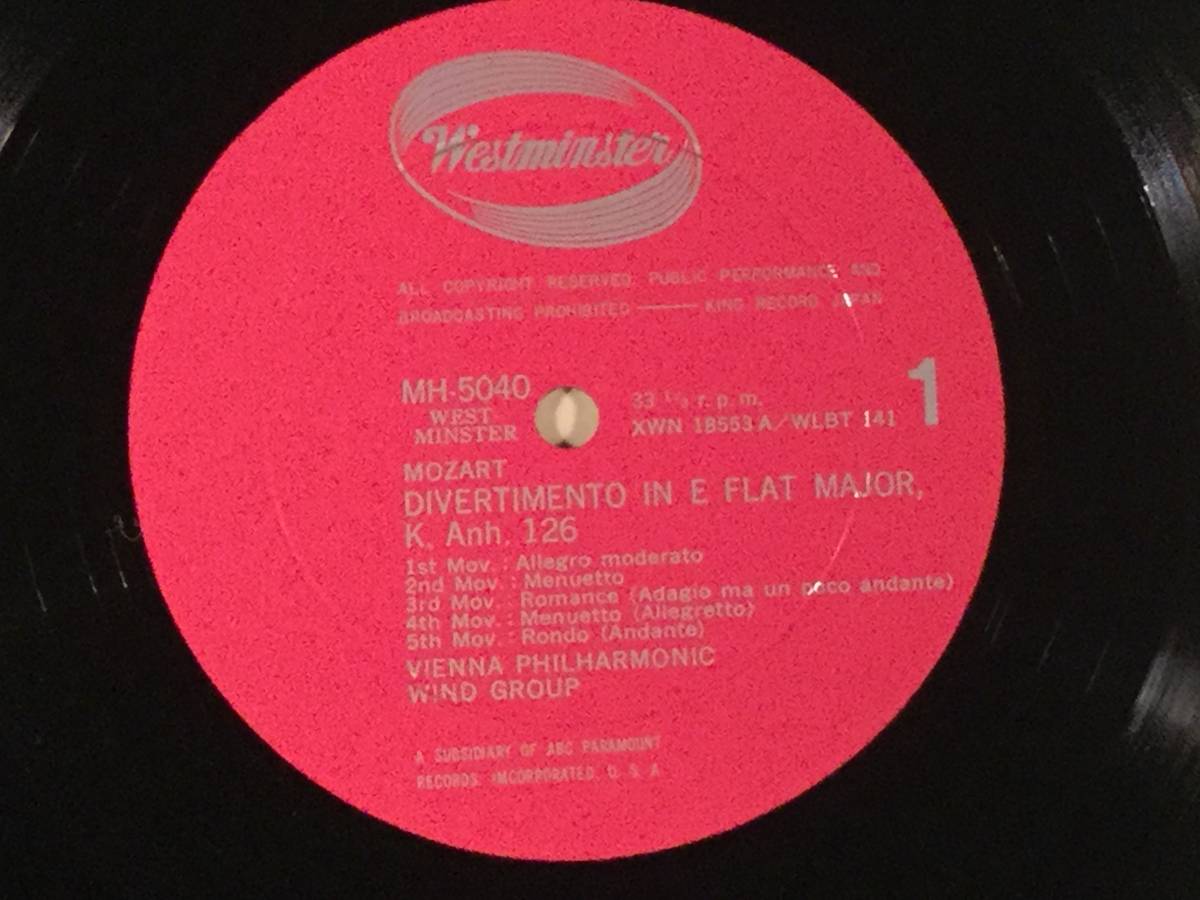 Westminster
ALL COPYRIGHT RESERVED. PUBLIC PERFORMANCE AND
BROADCASTING PROHIBITED —— KING RECORD JAPAN
1
MH-5040
WEST
MINSTER
33 1/3 r.p.m.
XWN 18553 A/WLBT 141
MOZART
DIVERTIMENTO IN E FLAT MAJOR,
K. Anh. 126
1st Mov. : Allegro moderato
2nd Mov. : Menuetto
3rd Mov. : Romance (Adagio ma un poco andante)
4th Mov. : Menuetto (Allegretto)
5th Mov. : Rondo (Andante)
VIENNA PHILHARMONIC
WIND GROUP
A SUBSIDIARY OF ABC PARAMOUNT
RECORDS. INCORPORATED. U. S. A